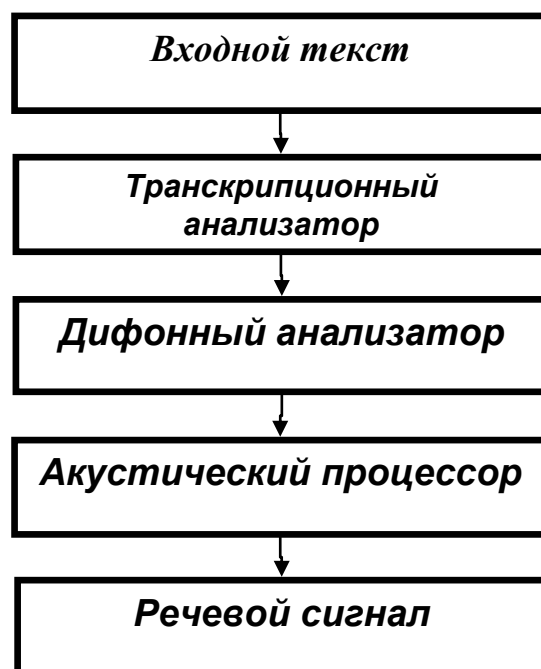 Входной текст
Транскрипционный
анализатор
Дифонный анализатор
Акустический процессор
Речевой сигнал